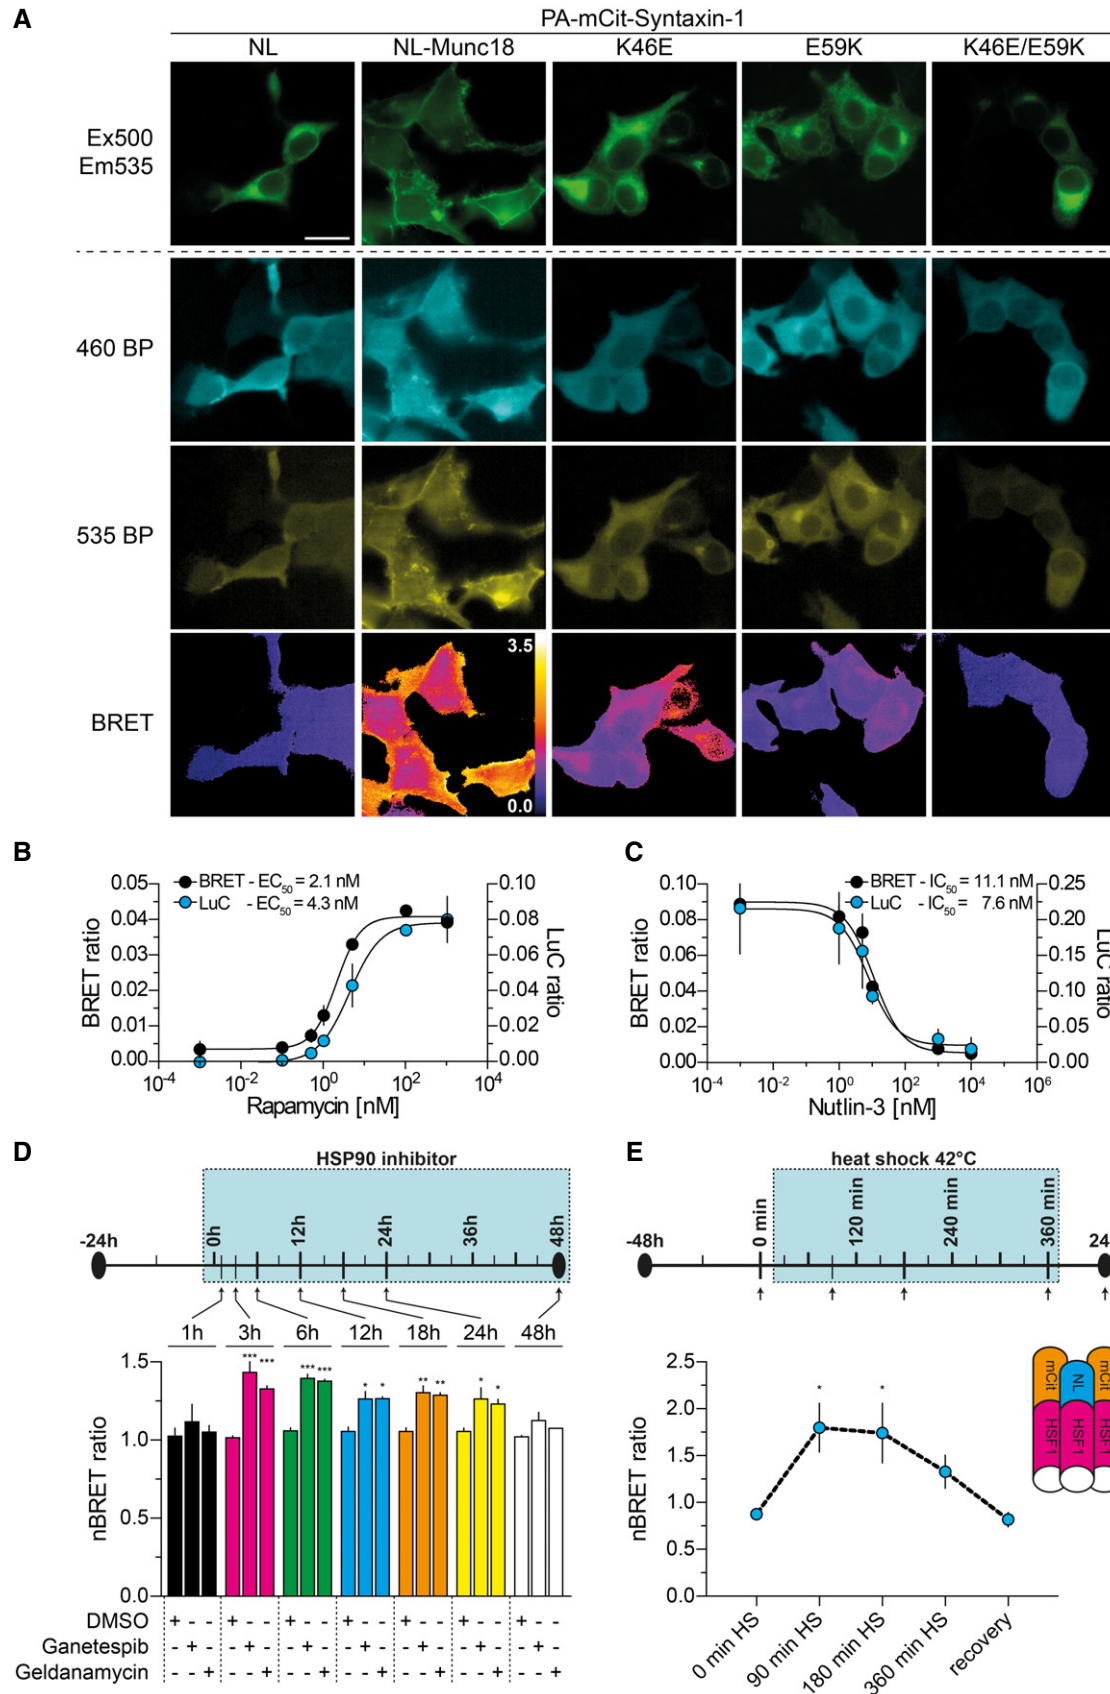 A
PA-mCit-Syntaxin-1
NL NL-Munc18 K46E E59K K46E/E59K
Ex500
Em535
460 BP
535 BP
BRET
3.5
0.0
B
BRET - EC50 = 2.1 nM
LuC - EC50 = 4.3 nM
0.05 0.04 0.03 0.02 0.01 0.00
BRET ratio
0.10 0.08 0.06 0.04 0.02 0.00
LuC ratio
10-4 10-2 100 102 104
Rapamycin [nM]
C
BRET - IC50 = 11.1 nM
LuC - IC50 = 7.6 nM
0.10 0.08 0.06 0.04 0.02 0.00
BRET ratio
0.25 0.20 0.15 0.10 0.05 0.00
LuC ratio
10-4 10-2 100 102 104 106
Nutlin-3 [nM]
D
HSP90 inhibitor
-24h 0h 12h 24h 36h 48h
1h 3h 6h 12h 18h 24h 48h
*** *** *** *** * * ** ** * *
1.5 1.0 0.5 0.0
nBRET ratio
DMSO + - - + - - + - - + - - + - - + - - + - -
Ganetespib - + - - + - - + - - + - - + - - + - - + -
Geldanamycin - - + - - + - - + - - + - - + - - + - - +
E
heat shock 42°C
-48h 0 min 120 min 240 min 360 min 24
* *
2.5 2.0 1.5 1.0 0.5 0.0
nBRET ratio
mCit NL mCit
HSF1 HSF1 HSF1
0 min HS 90 min HS 180 min HS 360 min HS recovery